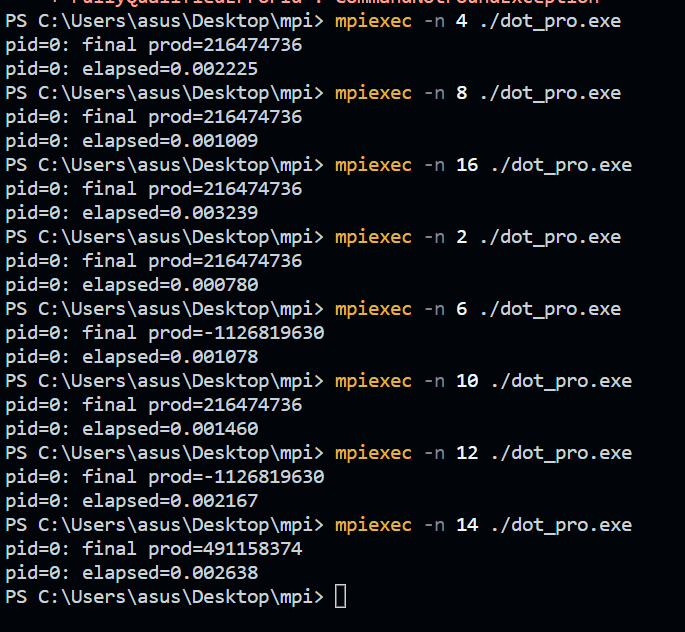 + FullyQualifiedErrorId : CommandNotFoundException
PS C:\Users\asus\Desktop\mpi> mpiexec -n 4 ./dot_pro.exe
pid=0: final prod=216474736
pid=0: elapsed=0.002225
PS C:\Users\asus\Desktop\mpi> mpiexec -n 8 ./dot_pro.exe
pid=0: final prod=216474736
pid=0: elapsed=0.001009
PS C:\Users\asus\Desktop\mpi> mpiexec -n 16 ./dot_pro.exe
pid=0: final prod=216474736
pid=0: elapsed=0.003239
PS C:\Users\asus\Desktop\mpi> mpiexec -n 2 ./dot_pro.exe
pid=0: final prod=216474736
pid=0: elapsed=0.000780
PS C:\Users\asus\Desktop\mpi> mpiexec -n 6 ./dot_pro.exe
pid=0: final prod=-1126819630
pid=0: elapsed=0.001078
PS C:\Users\asus\Desktop\mpi> mpiexec -n 10 ./dot_pro.exe
pid=0: final prod=216474736
pid=0: elapsed=0.001460
PS C:\Users\asus\Desktop\mpi> mpiexec -n 12 ./dot_pro.exe
pid=0: final prod=-1126819630
pid=0: elapsed=0.002167
PS C:\Users\asus\Desktop\mpi> mpiexec -n 14 ./dot_pro.exe
pid=0: final prod=491158374
pid=0: elapsed=0.002638
PS C:\Users\asus\Desktop\mpi>